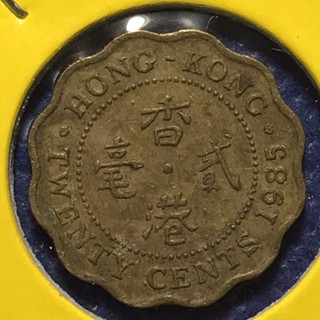 HONG-KONG
香港
貳毫
TWENTY CENTS 1985